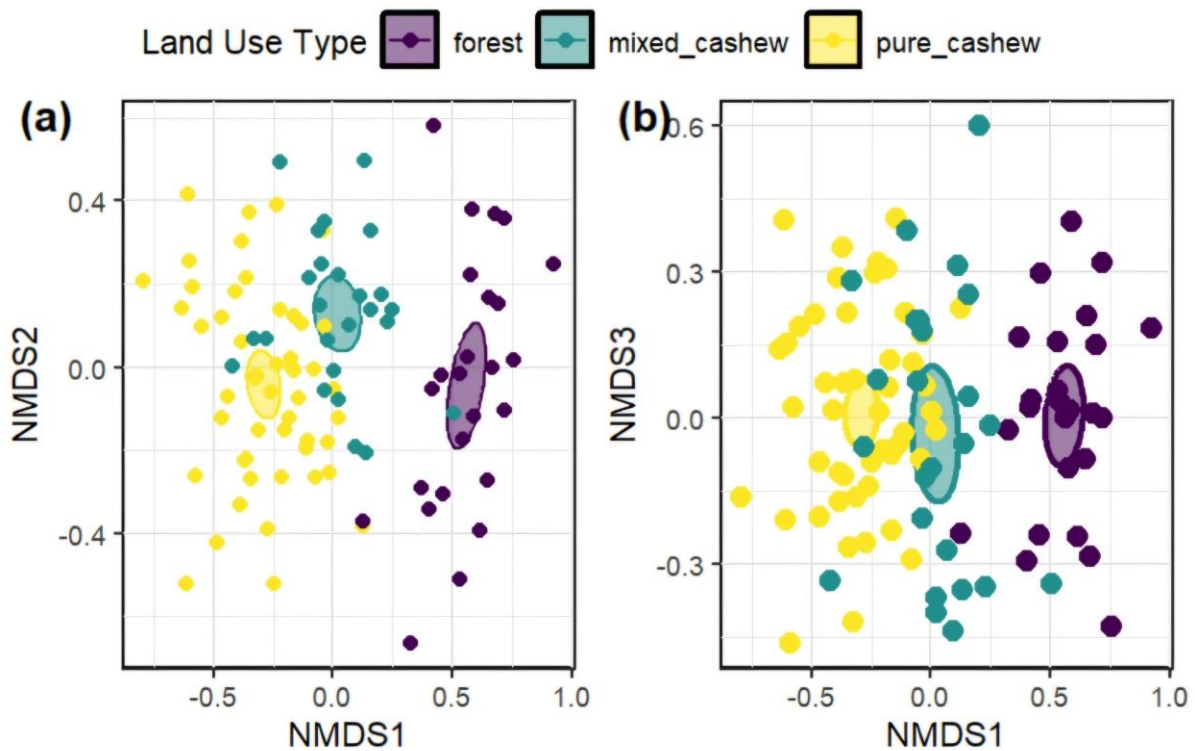 Land Use Type forest mixed_cashew pure_cashew
(a)
0.4
0.0
-0.4
NMDS2
-0.5 0.0 0.5 1.0
NMDS1
(b)
0.6
0.3
0.0
-0.3
NMDS3
-0.5 0.0 0.5 1.0
NMDS1